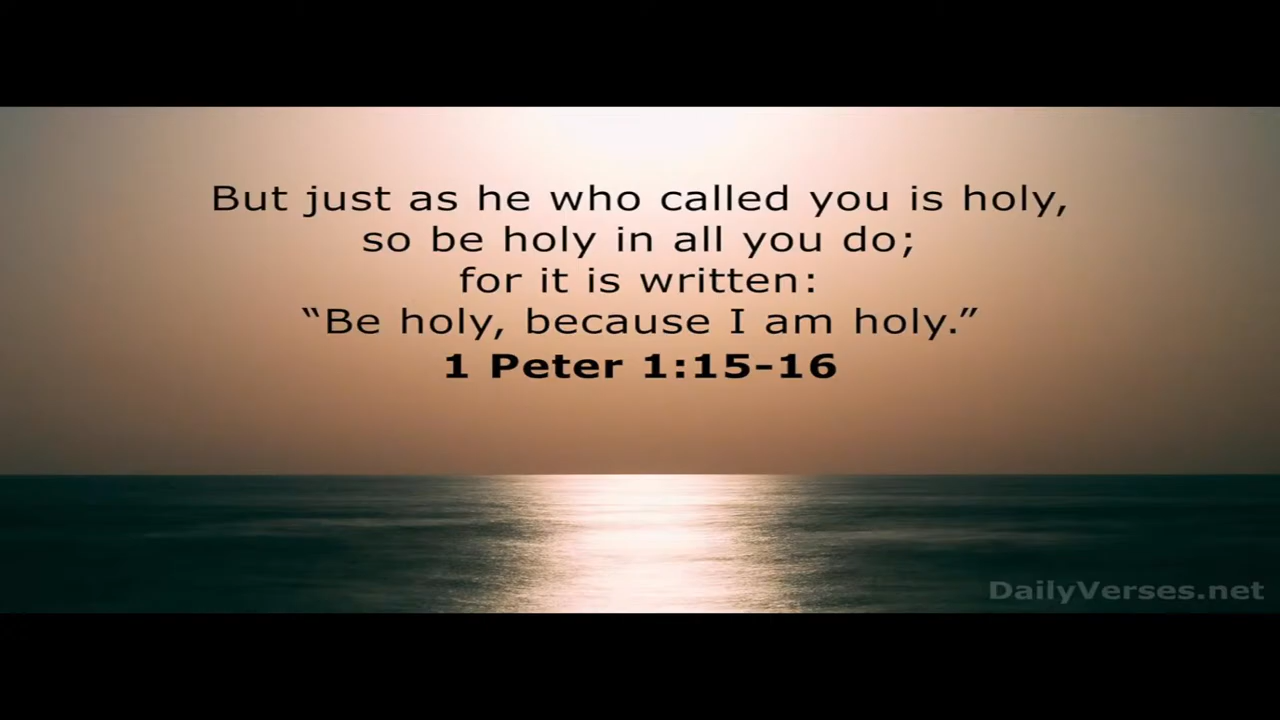 But just as he who called you is holy,
so be holy in all you do;
for it is written:
“Be holy, because I am holy.”
1 Peter 1:15-16
DailyVerses.net